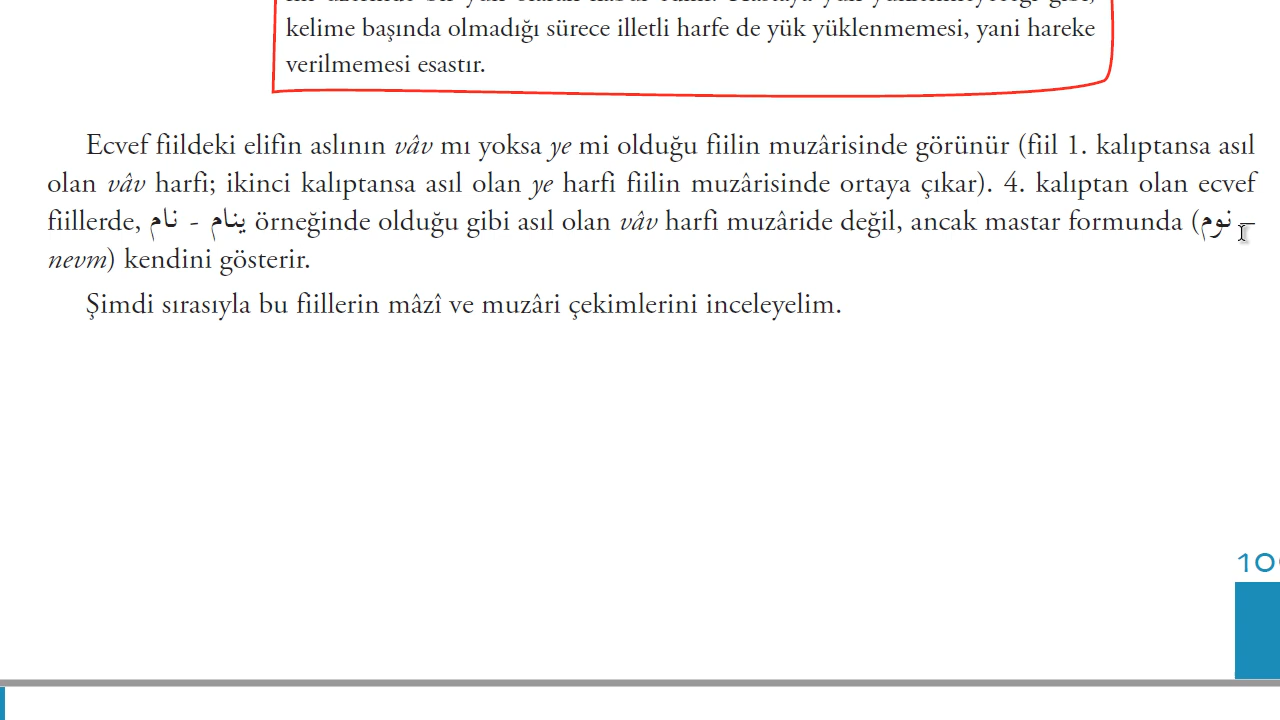 kelime başında olmadığı sürece illetli harfe de yük yüklenmemesi, yani hareke
verilmemesi esastır.
Ecvef fiildeki elifin aslının vâv mı yoksa ye mi olduğu fiilin muzârisinde görünür (fiil 1. kalıptansa asıl
olan vâv harfi; ikinci kalıptansa asıl olan ye harfi fiilin muzârisinde ortaya çıkar). 4. kalıptan olan ecvef
fiillerde, نام - ينام örneğinde olduğu gibi asıl olan vâv harfi muzâride değil, ancak mastar formunda (نوم –
nevm) kendini gösterir.
Şimdi sırasıyla bu fiillerin mâzî ve muzâri çekimlerini inceleyelim.